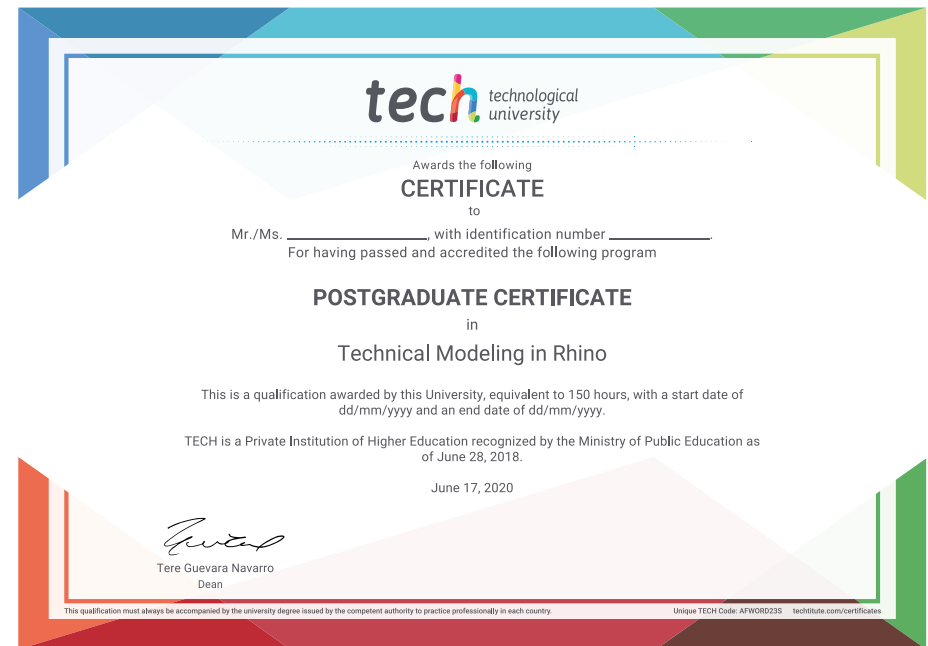 tech technological
university
Awards the following
CERTIFICATE
to
Mr./Ms. ____________________, with identification number ______________.
For having passed and accredited the following program
POSTGRADUATE CERTIFICATE
in
Technical Modeling in Rhino
This is a qualification awarded by this University, equivalent to 150 hours, with a start date of
dd/mm/yyyy and an end date of dd/mm/yyyy.
TECH is a Private Institution of Higher Education recognized by the Ministry of Public Education as
of June 28, 2018.
June 17, 2020
Tere Guevara Navarro
Dean
This qualification must always be accompanied by the university degree issued by the competent authority to practice professionally in each country. Unique TECH Code: AFWORD23S techtitute.com/certificates